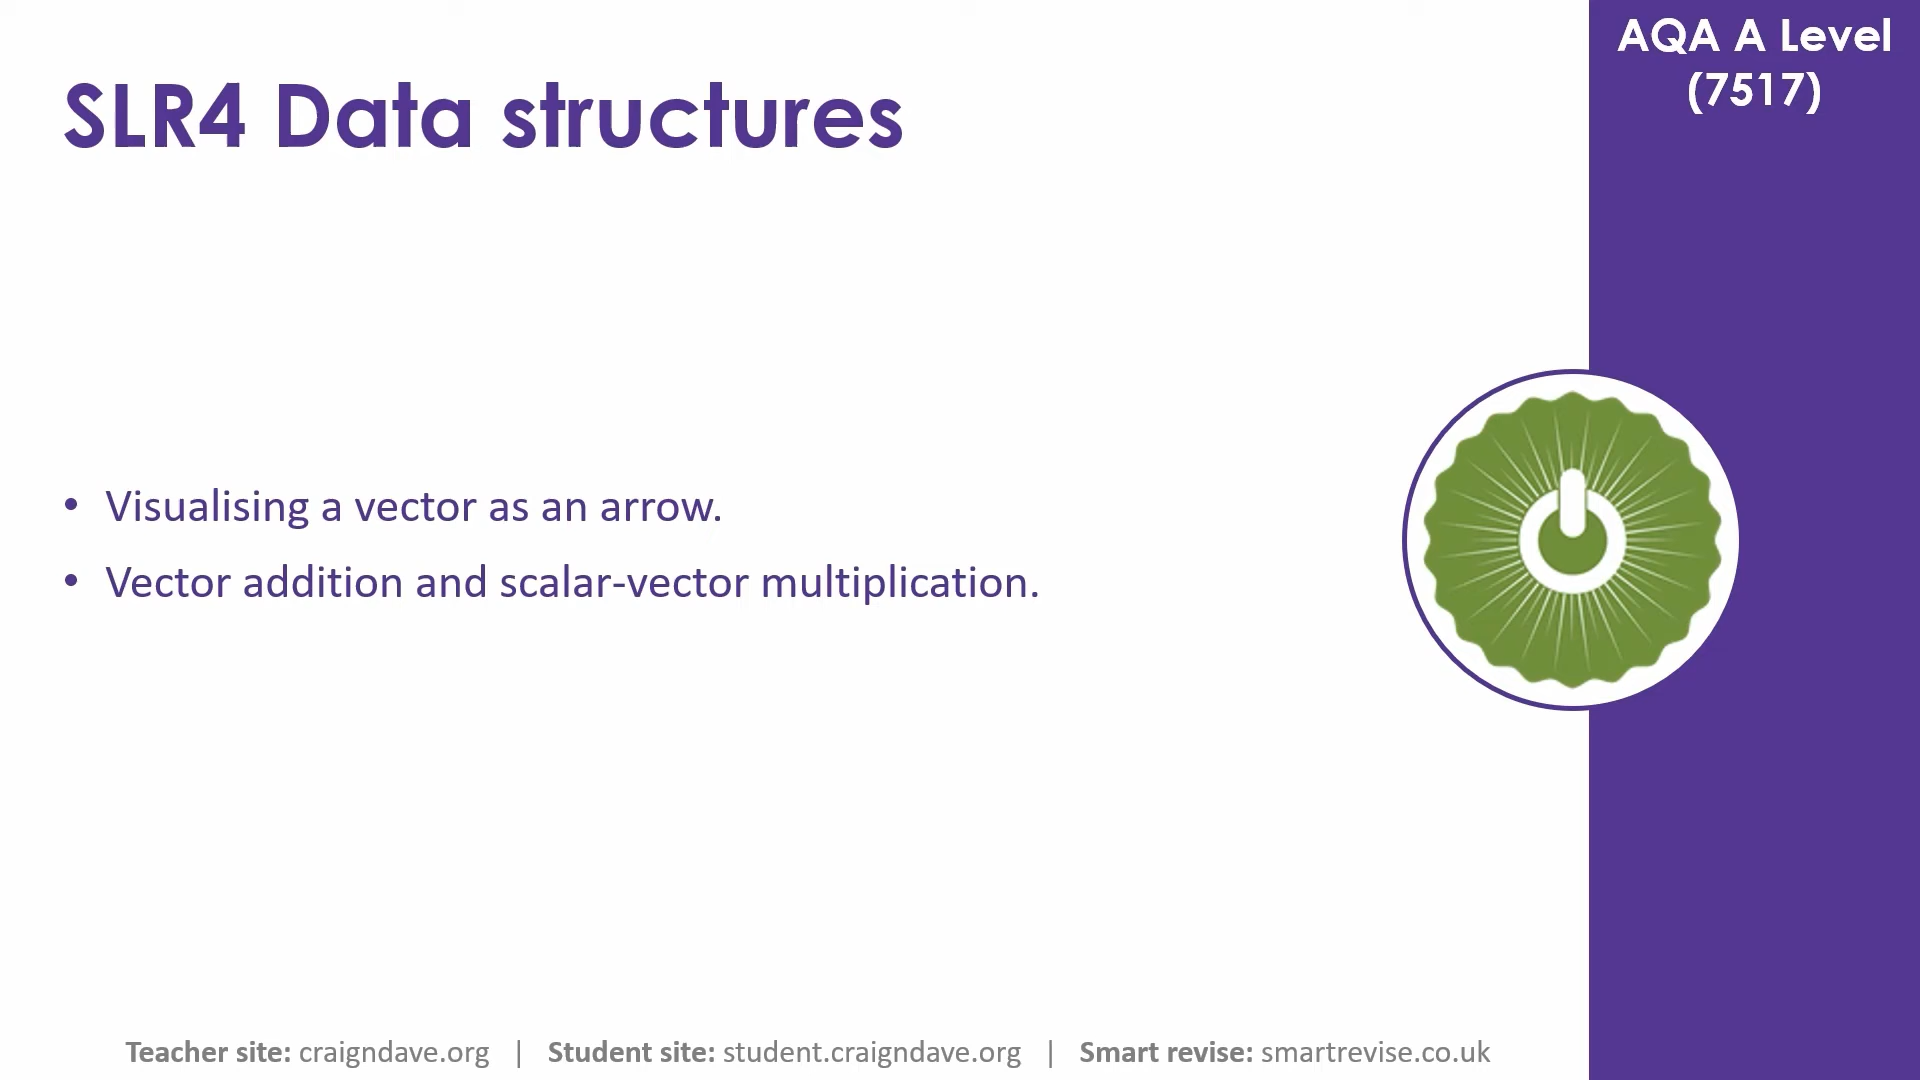 AQA A Level
(7517)
SLR4 Data structures
• Visualising a vector as an arrow.
• Vector addition and scalar-vector multiplication.
Teacher site: craigndave.org | Student site: student.craigndave.org | Smart revise: smartrevise.co.uk